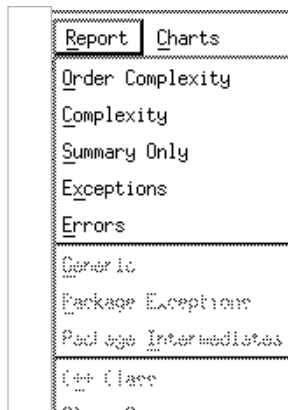 Report Charts
Order Complexity
Complexity
Summary Only
Exceptions
Errors
Generic
Package Exceptions
Package Intermediates
C++ Class